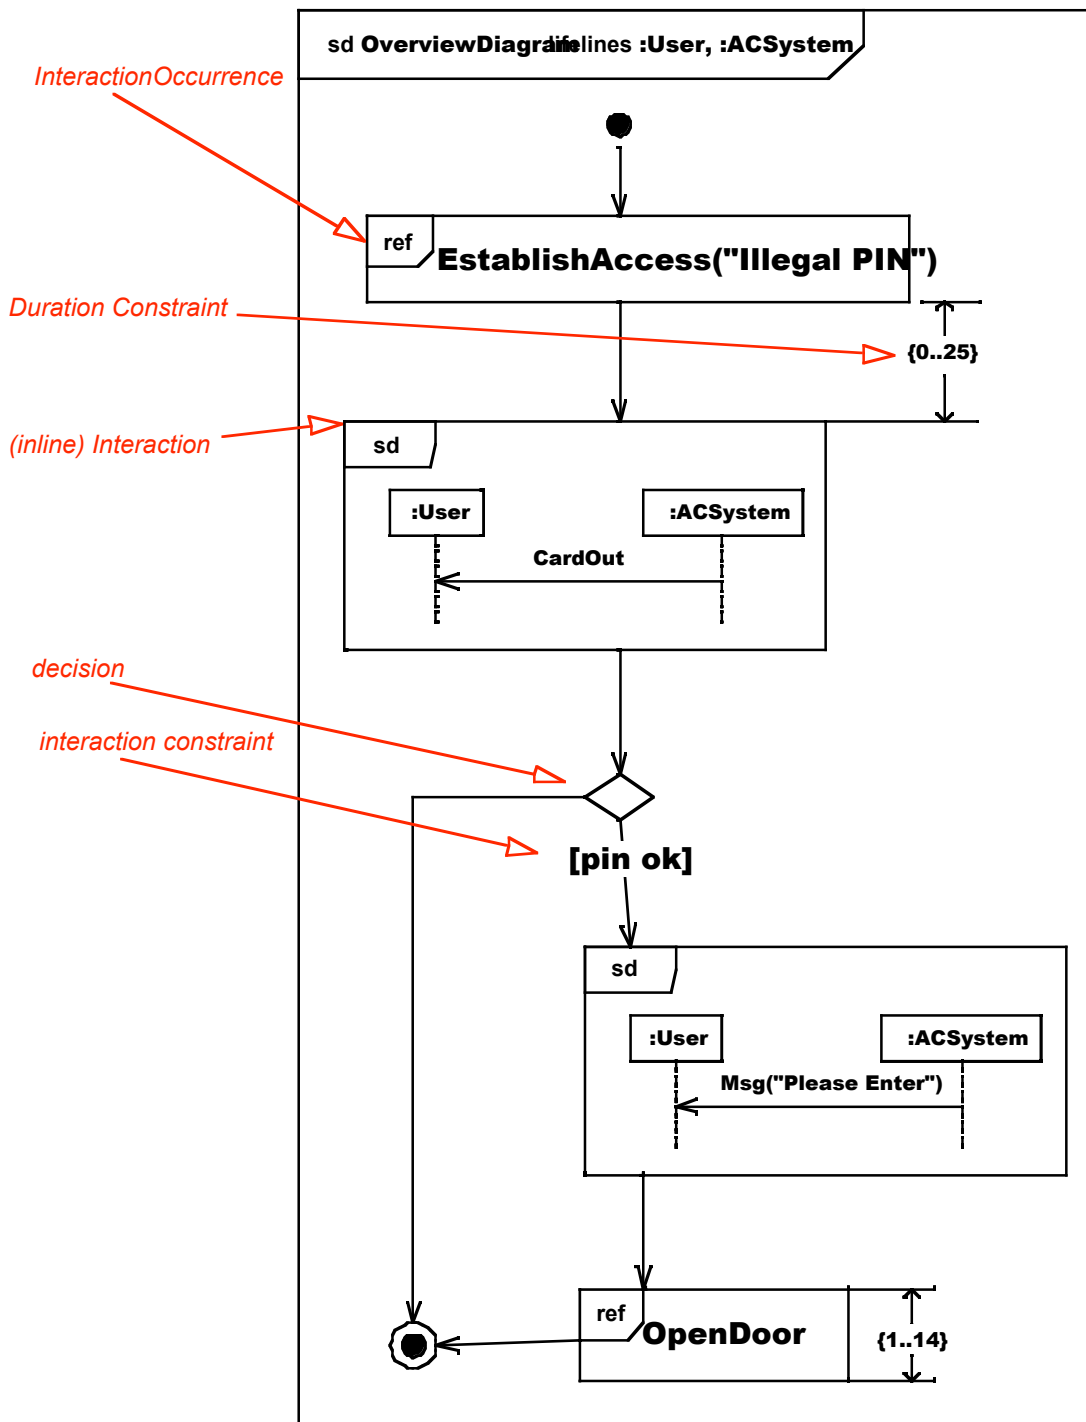 sd OverviewDiagram lifelines :User, :ACSystem
InteractionOccurrence
ref
EstablishAccess("Illegal PIN")
Duration Constraint
{0..25}
(inline) Interaction
sd
:User
:ACSystem
CardOut
decision
interaction constraint
[pin ok]
sd
:User
:ACSystem
Msg("Please Enter")
ref
OpenDoor
{1..14}